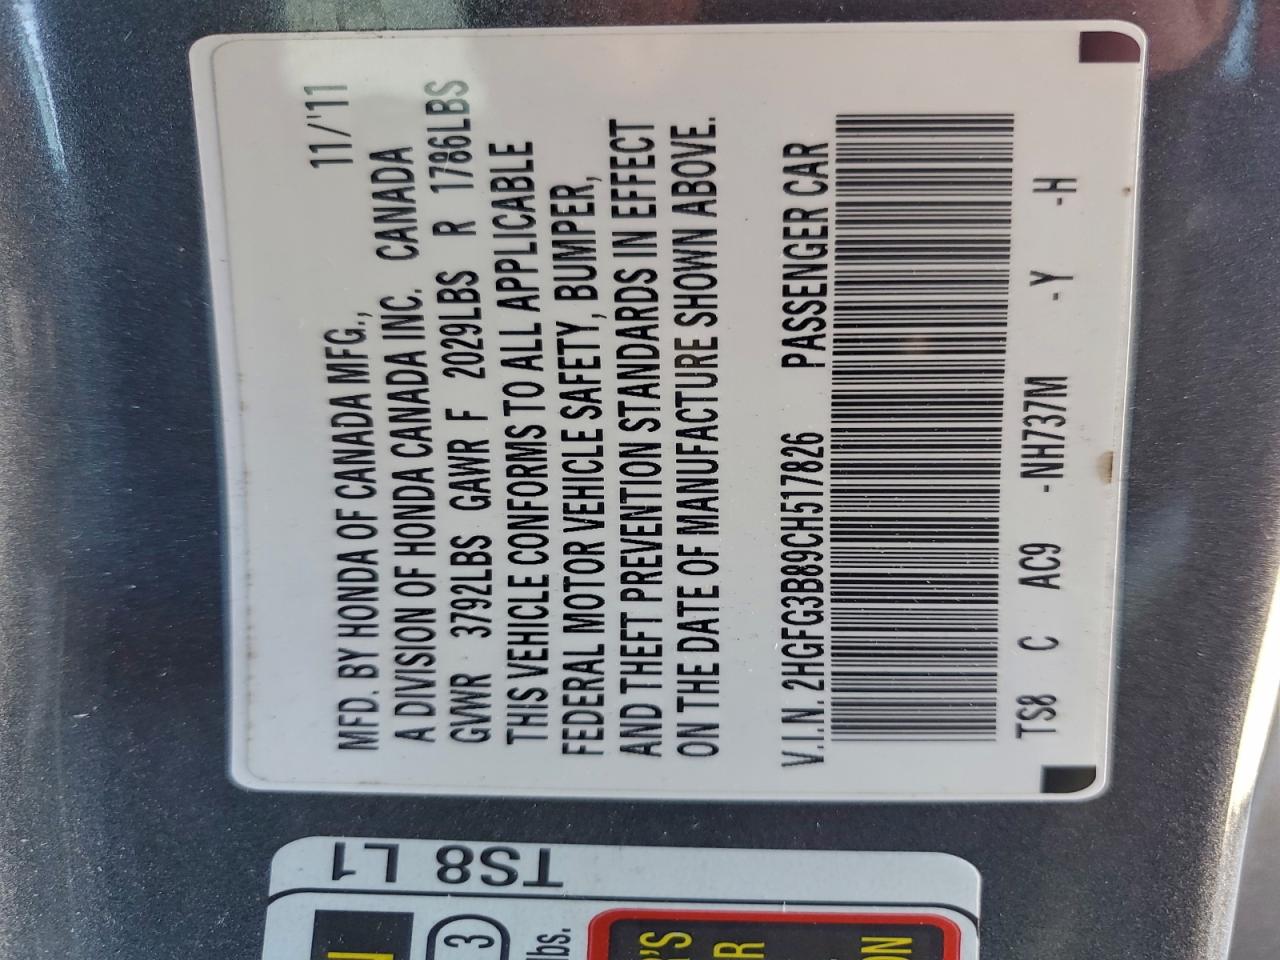 11/'11
MFD. BY HONDA OF CANADA MFG.,
A DIVISION OF HONDA CANADA INC. CANADA
GVWR 3792LBS GAWR F 2029LBS R 1786LBS
THIS VEHICLE CONFORMS TO ALL APPLICABLE
FEDERAL MOTOR VEHICLE SAFETY, BUMPER,
AND THEFT PREVENTION STANDARDS IN EFFECT
ON THE DATE OF MANUFACTURE SHOWN ABOVE.
V.I.N. 2HGFG3B89CH517826 PASSENGER CAR
TS8 C AC9 -NH737M -Y -H
TS8 L1
3
lbs.